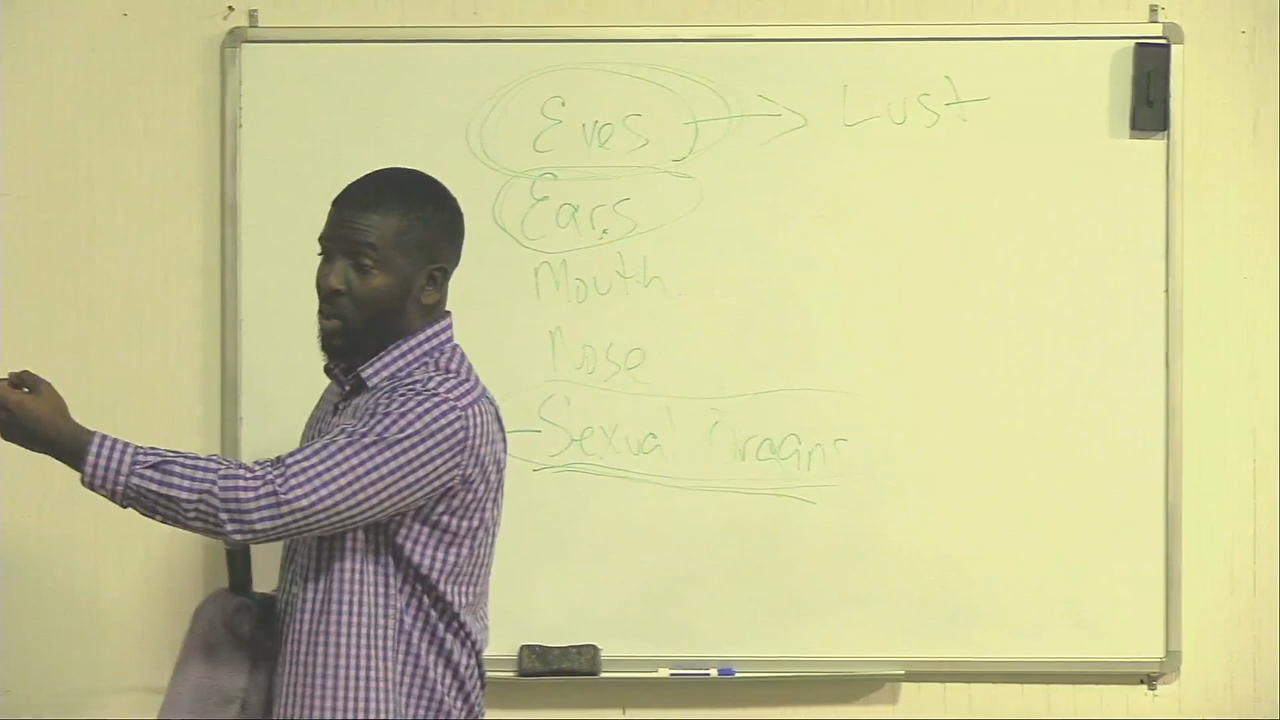 Eyes → Lust
Ears
Mouth
Nose
Sexual Organs